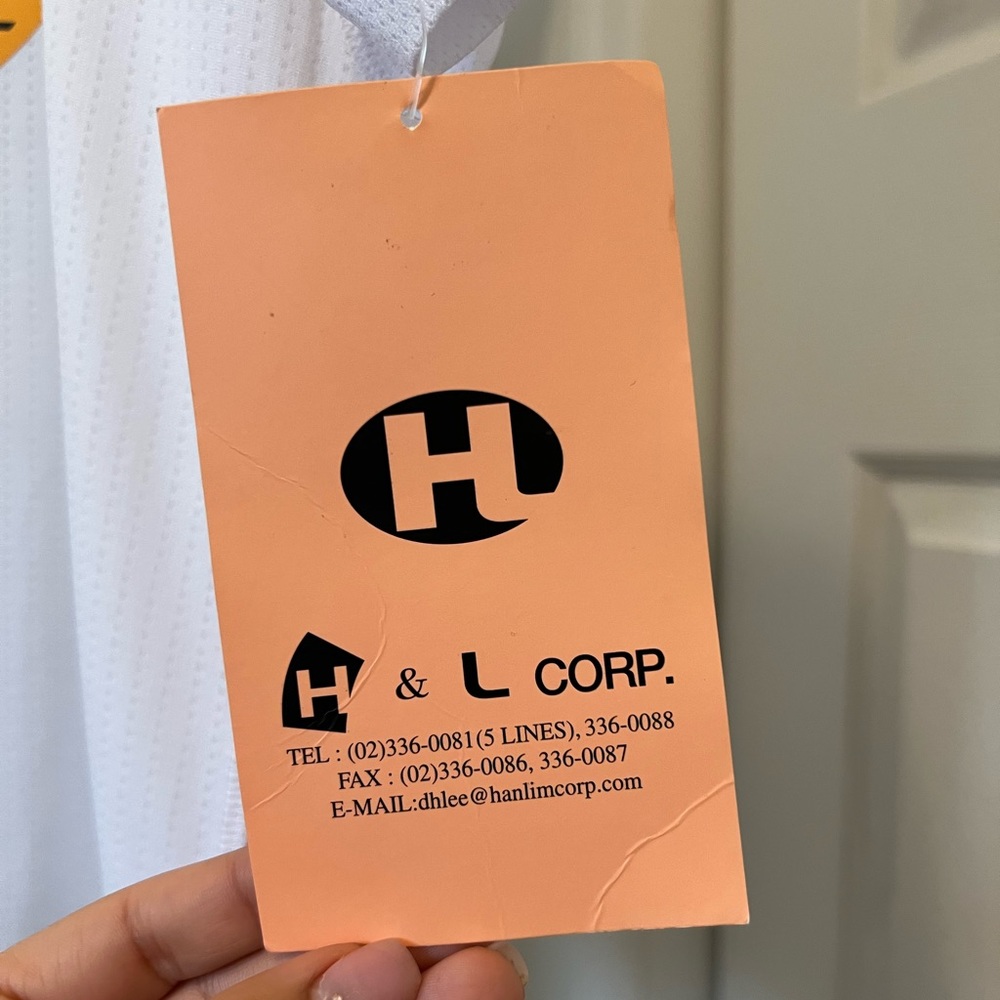 HL
H & L CORP.
TEL : (02)336-0081(5 LINES), 336-0088
FAX : (02)336-0086, 336-0087
E-MAIL:dhlee@hanlimcorp.com